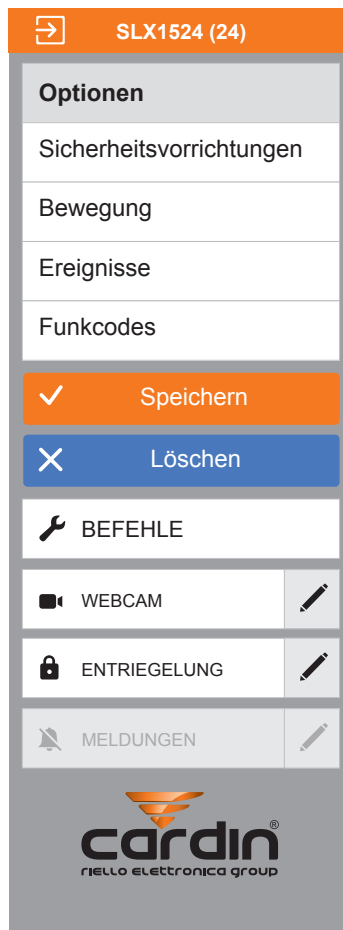 SLX1524 (24)
Optionen
Sicherheitsvorrichtungen
Bewegung
Ereignisse
Funkcodes
Speichern
Löschen
BEFEHLE
WEBCAM
ENTRIEGELUNG
MELDUNGEN
cardin®
riello elettronica group